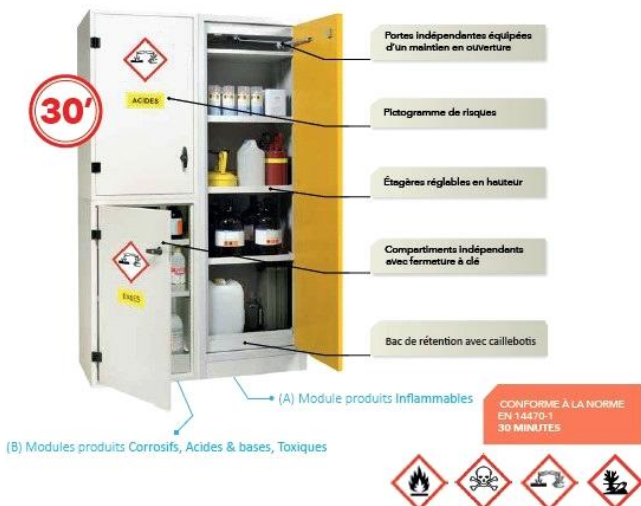 Portes indépendantes équipées
d'un maintien en ouverture
30'
ACIDES
Pictogramme de risques
Étagères réglables en hauteur
Compartiments indépendants
avec fermeture à clé
BASES
Bac de rétention avec caillebotis
(A) Module produits Inflammables
CONFORME À LA NORME
EN 14470-1
30 MINUTES
(B) Modules produits Corrosifs, Acides & bases, Toxiques